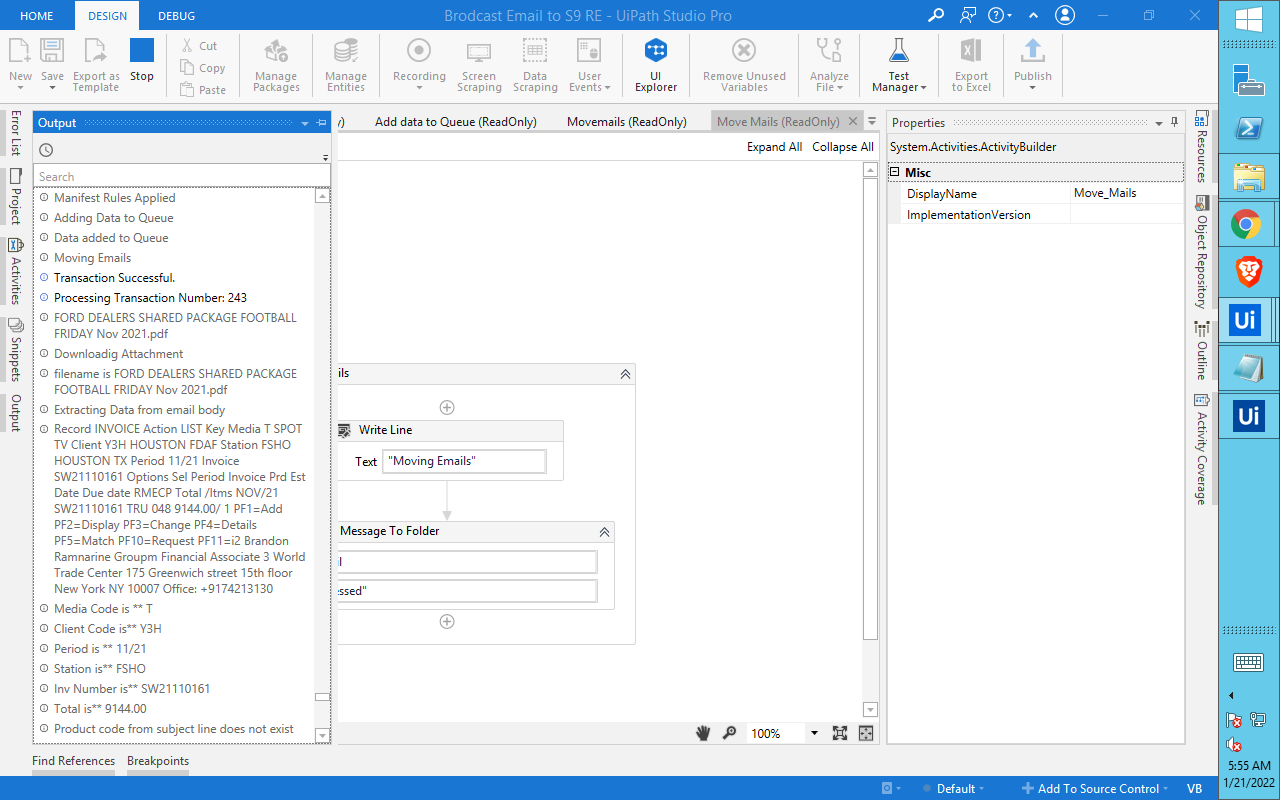 HOME DESIGN DEBUG Brodcast Email to S9 RE - UiPath Studio Pro
New Save Export as Template Stop
Cut
Copy
Paste
Manage Packages
Manage Entities
Recording
Screen Scraping
Data Scraping
User Events
UI Explorer
Remove Unused Variables
Analyze File
Test Manager
Export to Excel
Publish
Error List
Project
Activities
Snippets
Output
Output
Search
Manifest Rules Applied
Adding Data to Queue
Data added to Queue
Moving Emails
Transaction Successful.
Processing Transaction Number: 243
FORD DEALERS SHARED PACKAGE FOOTBALL
FRIDAY Nov 2021.pdf
Downloadig Attachment
filename is FORD DEALERS SHARED PACKAGE
FOOTBALL FRIDAY Nov 2021.pdf
Extracting Data from email body
Record INVOICE Action LIST Key Media T SPOT
TV Client Y3H HOUSTON FDAF Station FSHO
HOUSTON TX Period 11/21 Invoice
SW21110161 Options Sel Period Invoice Prd Est
Date Due date RMECP Total /Itms NOV/21
SW21110161 TRU 048 9144.00/ 1 PF1=Add
PF2=Display PF3=Change PF4=Details
PF5=Match PF10=Request PF11=i2 Brandon
Ramnarine Groupm Financial Associate 3 World
Trade Center 175 Greenwich street 15th floor
New York NY 10007 Office: +9174213130
Media Code is ** T
Client Code is** Y3H
Period is ** 11/21
Station is** FSHO
Inv Number is** SW21110161
Total is** 9144.00
Product code from subject line does not exist
y) Add data to Queue (ReadOnly) Movemails (ReadOnly) Move Mails (ReadOnly)
Expand All Collapse All
ils
Write Line
Text "Moving Emails"
Message To Folder
il
essed"
100%
Properties
System.Activities.ActivityBuilder
Misc
DisplayName Move_Mails
ImplementationVersion
Resources
Object Repository
Outline
Activity Coverage
Find References Breakpoints
Default Add To Source Control VB
Ui
Ui
5:55 AM
1/21/2022